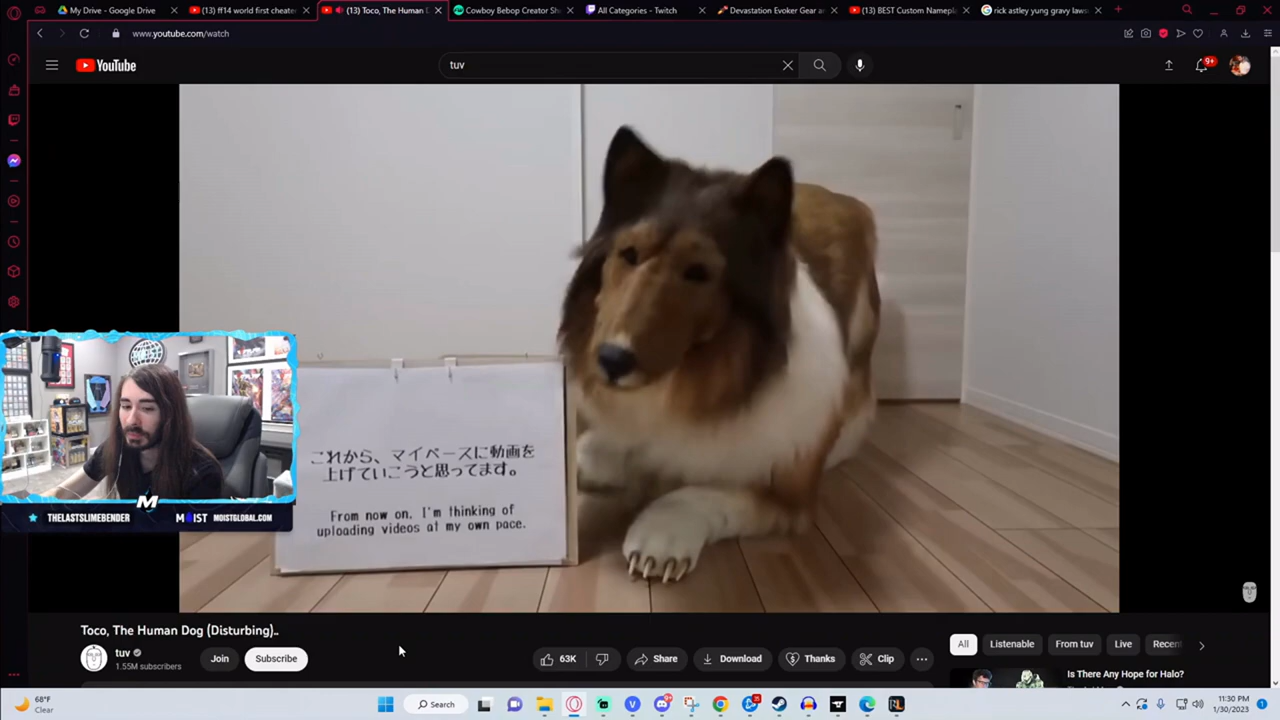 My Drive - Google Drive
(13) ff14 world first cheate
(13) Toco, The Human D
Cowboy Bebop Creator Sh
All Categories - Twitch
Devastation Evoker Gear a
(13) BEST Custom Namepl
rick astley yung gravy laws
www.youtube.com/watch
YouTube
tuv
9+
これから、マイペースに動画を
上げていこうと思ってます。
From now on, I'm thinking of
uploading videos at my own pace.
THELASTSLIMEBENDER
M
MOIST
MOISTGLOBAL.COM
Toco, The Human Dog (Disturbing)..
tuv
1.55M subscribers
Join
Subscribe
63K
Share
Download
Thanks
Clip
All
Listenable
From tuv
Live
Recen
Is There Any Hope for Halo?
68°F
Clear
Search
11:30 PM
1/30/2023